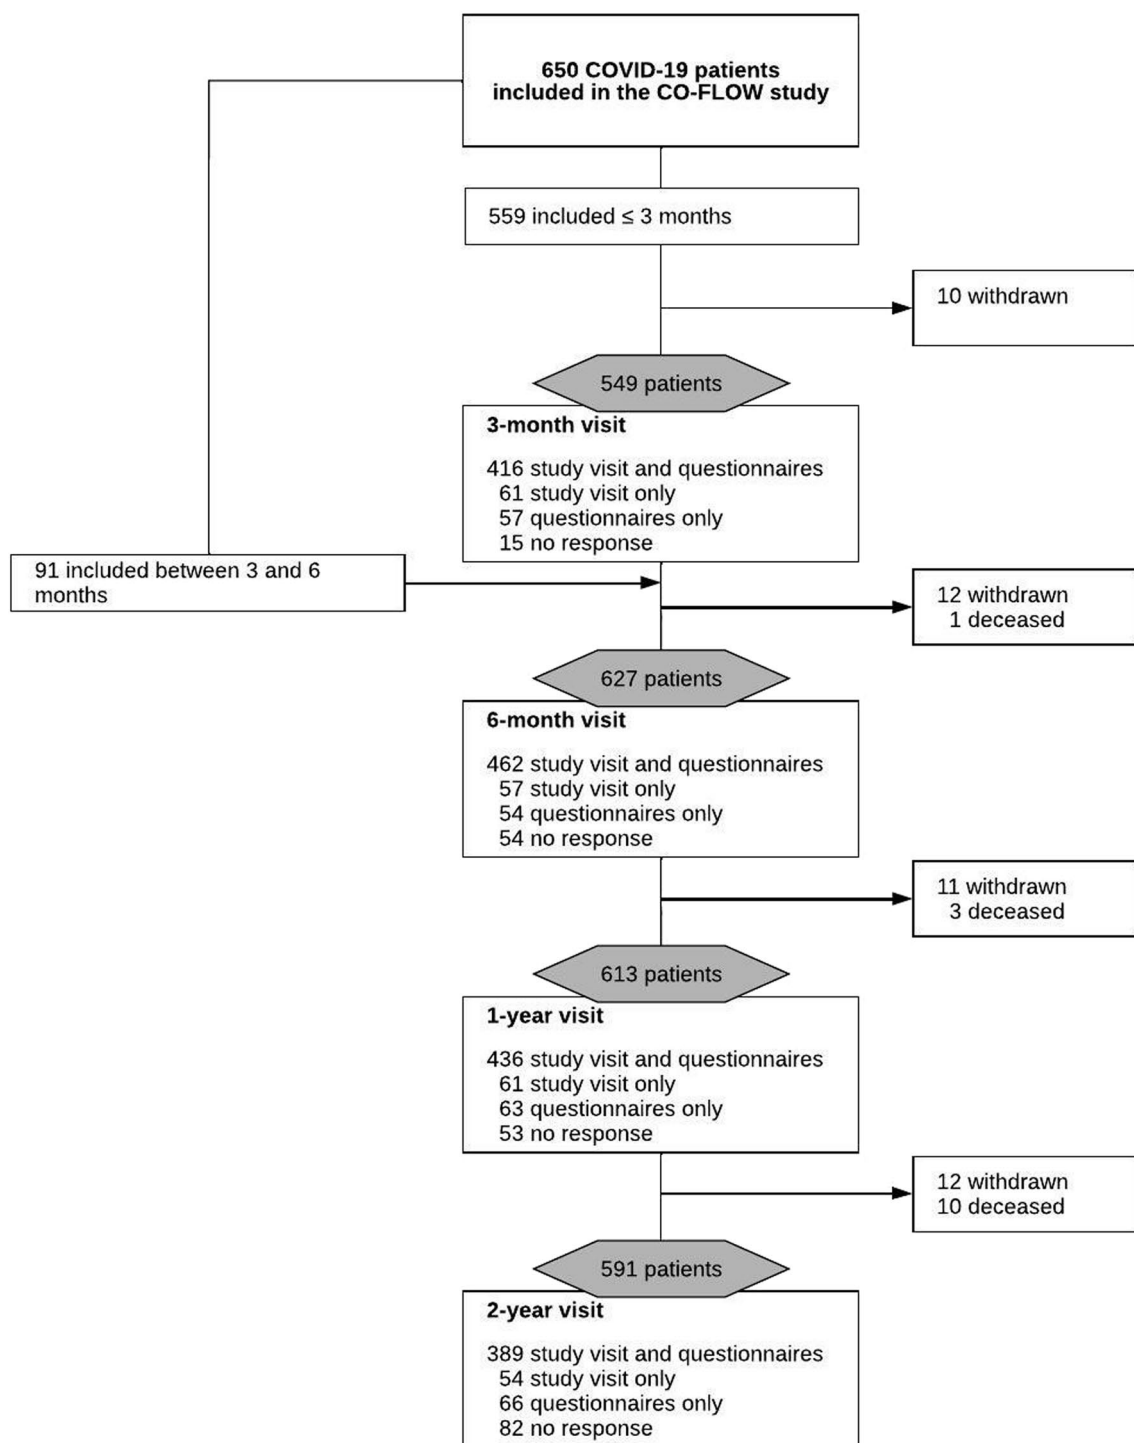 650 COVID-19 patients
included in the CO-FLOW study
559 included ≤ 3 months
10 withdrawn
549 patients
3-month visit
416 study visit and questionnaires
61 study visit only
57 questionnaires only
15 no response
91 included between 3 and 6
months
12 withdrawn
1 deceased
627 patients
6-month visit
462 study visit and questionnaires
57 study visit only
54 questionnaires only
54 no response
11 withdrawn
3 deceased
613 patients
1-year visit
436 study visit and questionnaires
61 study visit only
63 questionnaires only
53 no response
12 withdrawn
10 deceased
591 patients
2-year visit
389 study visit and questionnaires
54 study visit only
66 questionnaires only
82 no response